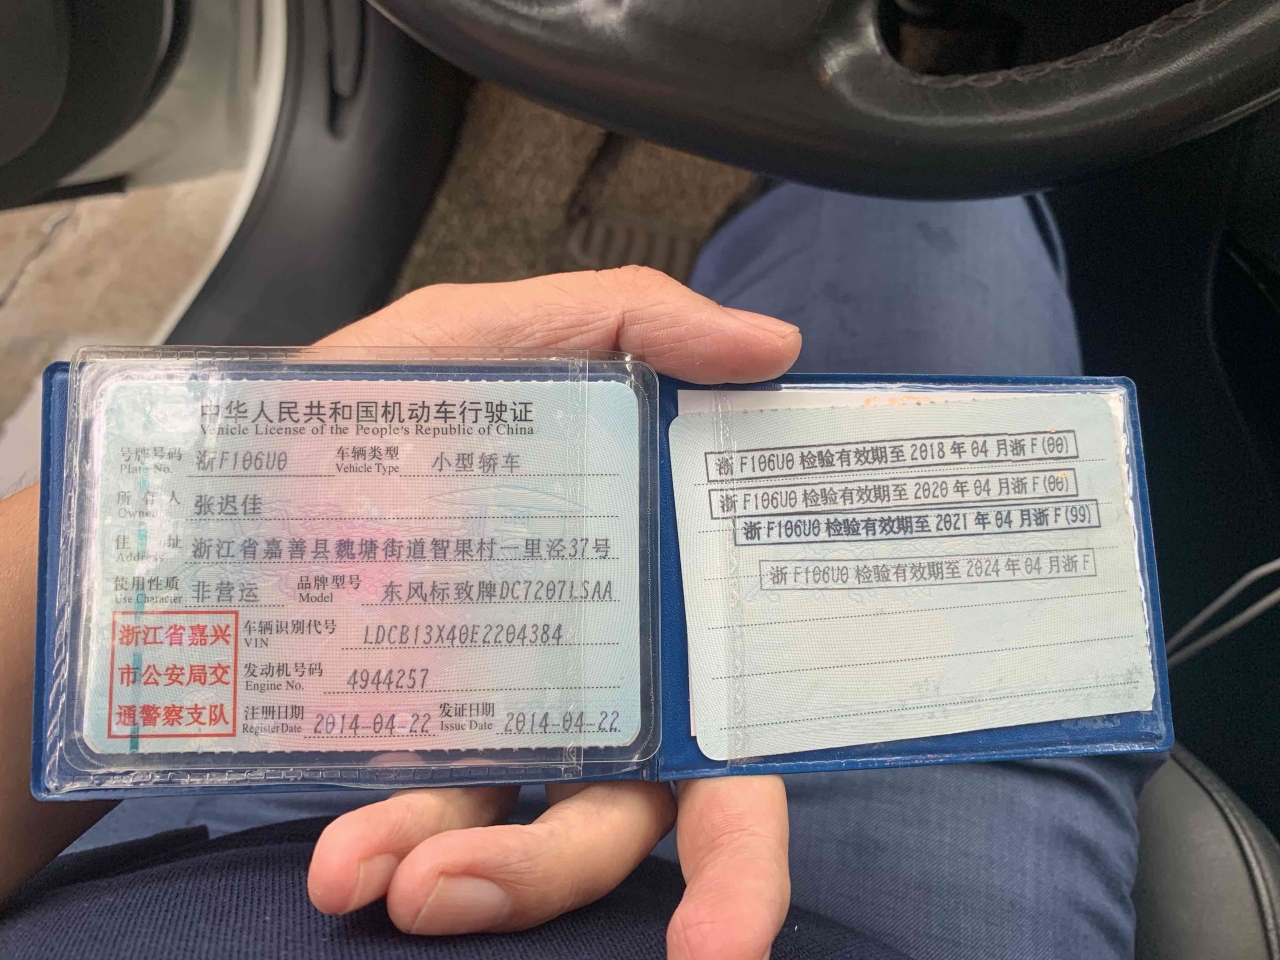 中华人民共和国机动车行驶证
Vehicle License of the People's Republic of China
号牌号码 浙F106U0 车辆类型 小型轿车
Plate No. Vehicle Type
所有人 张迟佳
Owner
住址 浙江省嘉善县魏塘街道智果村一里泾37号
Address
使用性质 非营运 品牌型号 东风标致牌DC7207LSAA
Use Character Model
浙江省嘉兴
市公安局交
通警察支队
车辆识别代号 LDCB13X40E2204384
VIN
发动机号码 4944257
Engine No.
注册日期 2014-04-22 发证日期 2014-04-22
Register Date Issue Date
浙F106U0检验有效期至2018年04月浙F(00)
浙F106U0检验有效期至2020年04月浙F(00)
浙F106U0检验有效期至2021年04月浙F(99)
浙F106U0检验有效期至2024年04月浙F